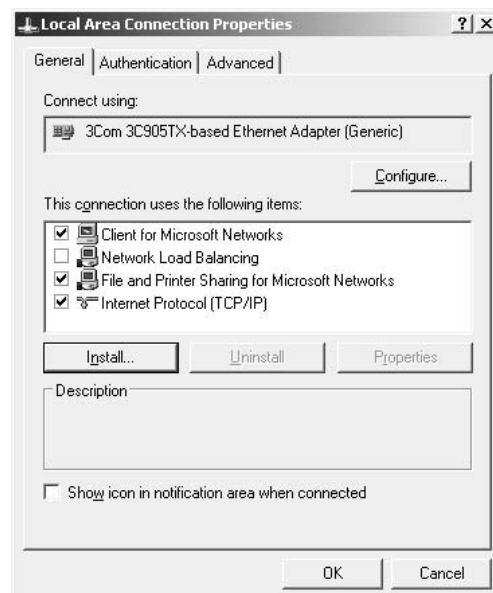 Local Area Connection Properties
General Authentication Advanced
Connect using:
3Com 3C905TX-based Ethernet Adapter (Generic)
Configure...
This connection uses the following items:
Client for Microsoft Networks
Network Load Balancing
File and Printer Sharing for Microsoft Networks
Internet Protocol (TCP/IP)
Install... Uninstall Properties
Description
Show icon in notification area when connected
OK Cancel